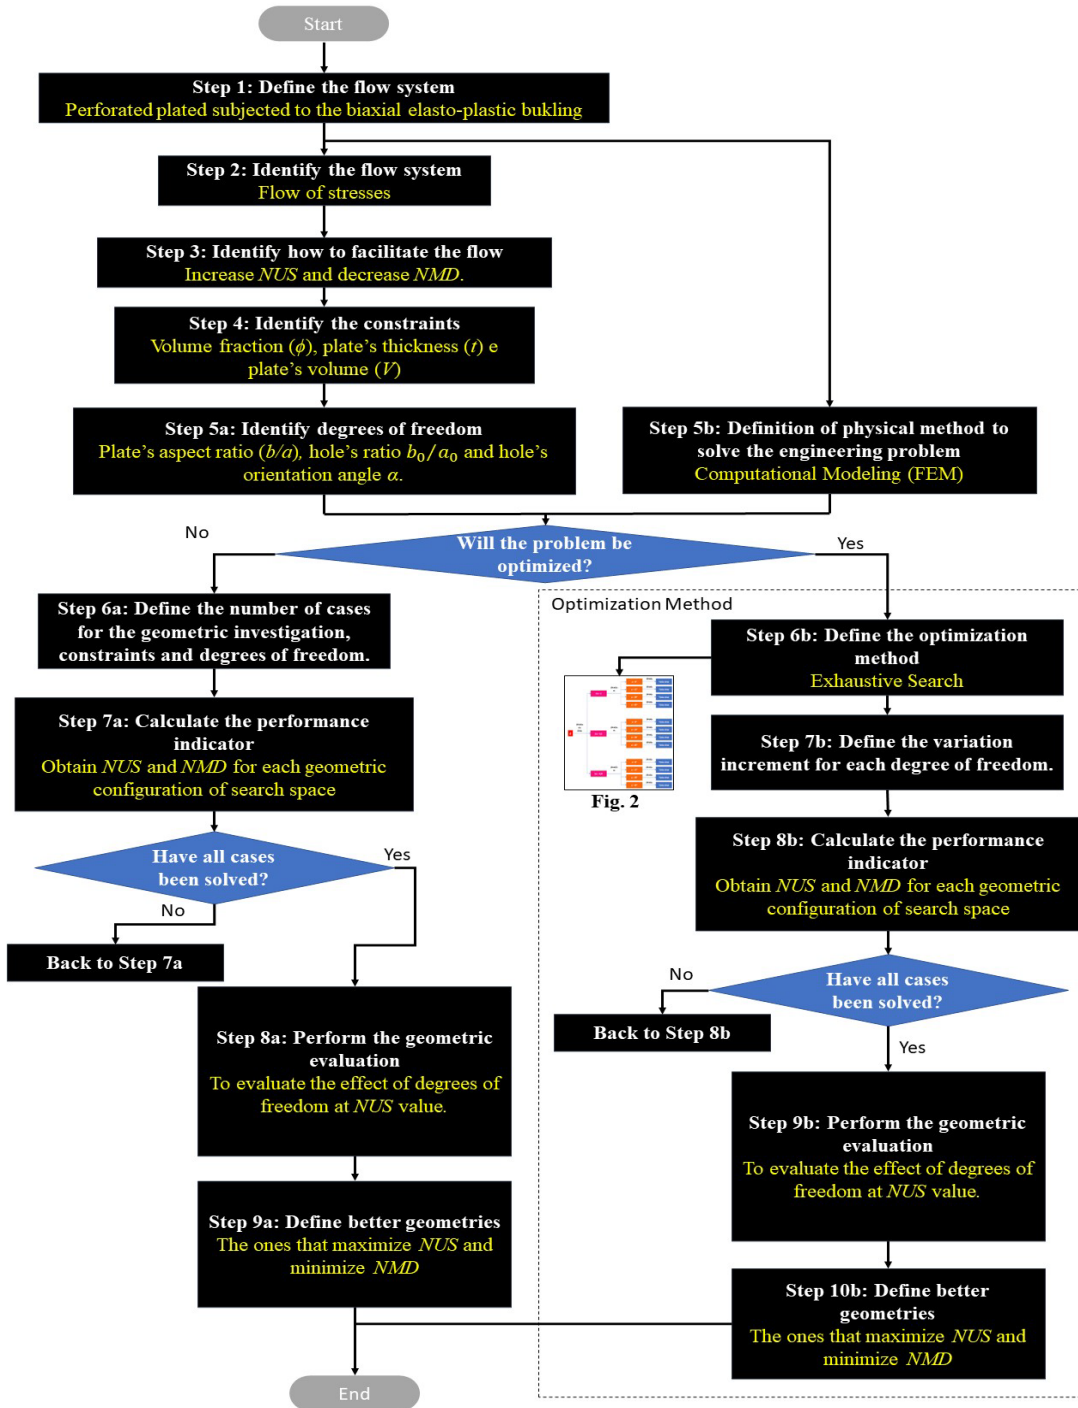 Start
Step 1: Define the flow system
Perforated plated subjected to the biaxial elasto-plastic bukling
Step 2: Identify the flow system
Flow of stresses
Step 3: Identify how to facilitate the flow
Increase NUS and decrease NMD.
Step 4: Identify the constraints
Volume fraction (ϕ), plate's thickness (t) e
plate's volume (V)
Step 5a: Identify degrees of freedom
Plate's aspect ratio (b/a), hole's ratio b₀/a₀ and hole's
orientation angle α.
Step 5b: Definition of physical method to
solve the engineering problem
Computational Modeling (FEM)
Will the problem be
optimized?
No
Yes
Step 6a: Define the number of cases
for the geometric investigation,
constraints and degrees of freedom.
Step 7a: Calculate the performance
indicator
Obtain NUS and NMD for each geometric
configuration of search space
Have all cases
been solved?
Yes
No
Back to Step 7a
Step 8a: Perform the geometric
evaluation
To evaluate the effect of degrees of
freedom at NUS value.
Step 9a: Define better geometries
The ones that maximize NUS and
minimize NMD
Optimization Method
Step 6b: Define the optimization
method
Exhaustive Search
Fig. 2
Step 7b: Define the variation
increment for each degree of freedom.
Step 8b: Calculate the performance
indicator
Obtain NUS and NMD for each geometric
configuration of search space
Have all cases
been solved?
No
Back to Step 8b
Yes
Step 9b: Perform the geometric
evaluation
To evaluate the effect of degrees of
freedom at NUS value.
Step 10b: Define better
geometries
The ones that maximize NUS and
minimize NMD
End